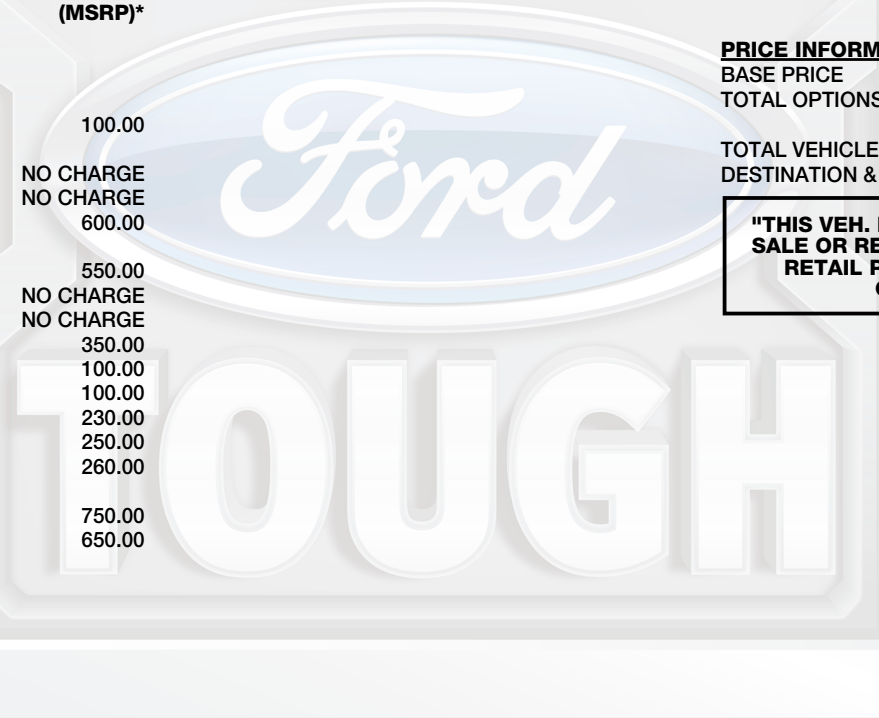 (MSRP)*
100.00
NO CHARGE
NO CHARGE
600.00
550.00
NO CHARGE
NO CHARGE
350.00
100.00
100.00
230.00
250.00
260.00
750.00
650.00
PRICE INFORM
BASE PRICE
TOTAL OPTIONS
TOTAL VEHICLE
DESTINATION &
"THIS VEH.
SALE OR RE
RETAIL P
Ford
TOUGH